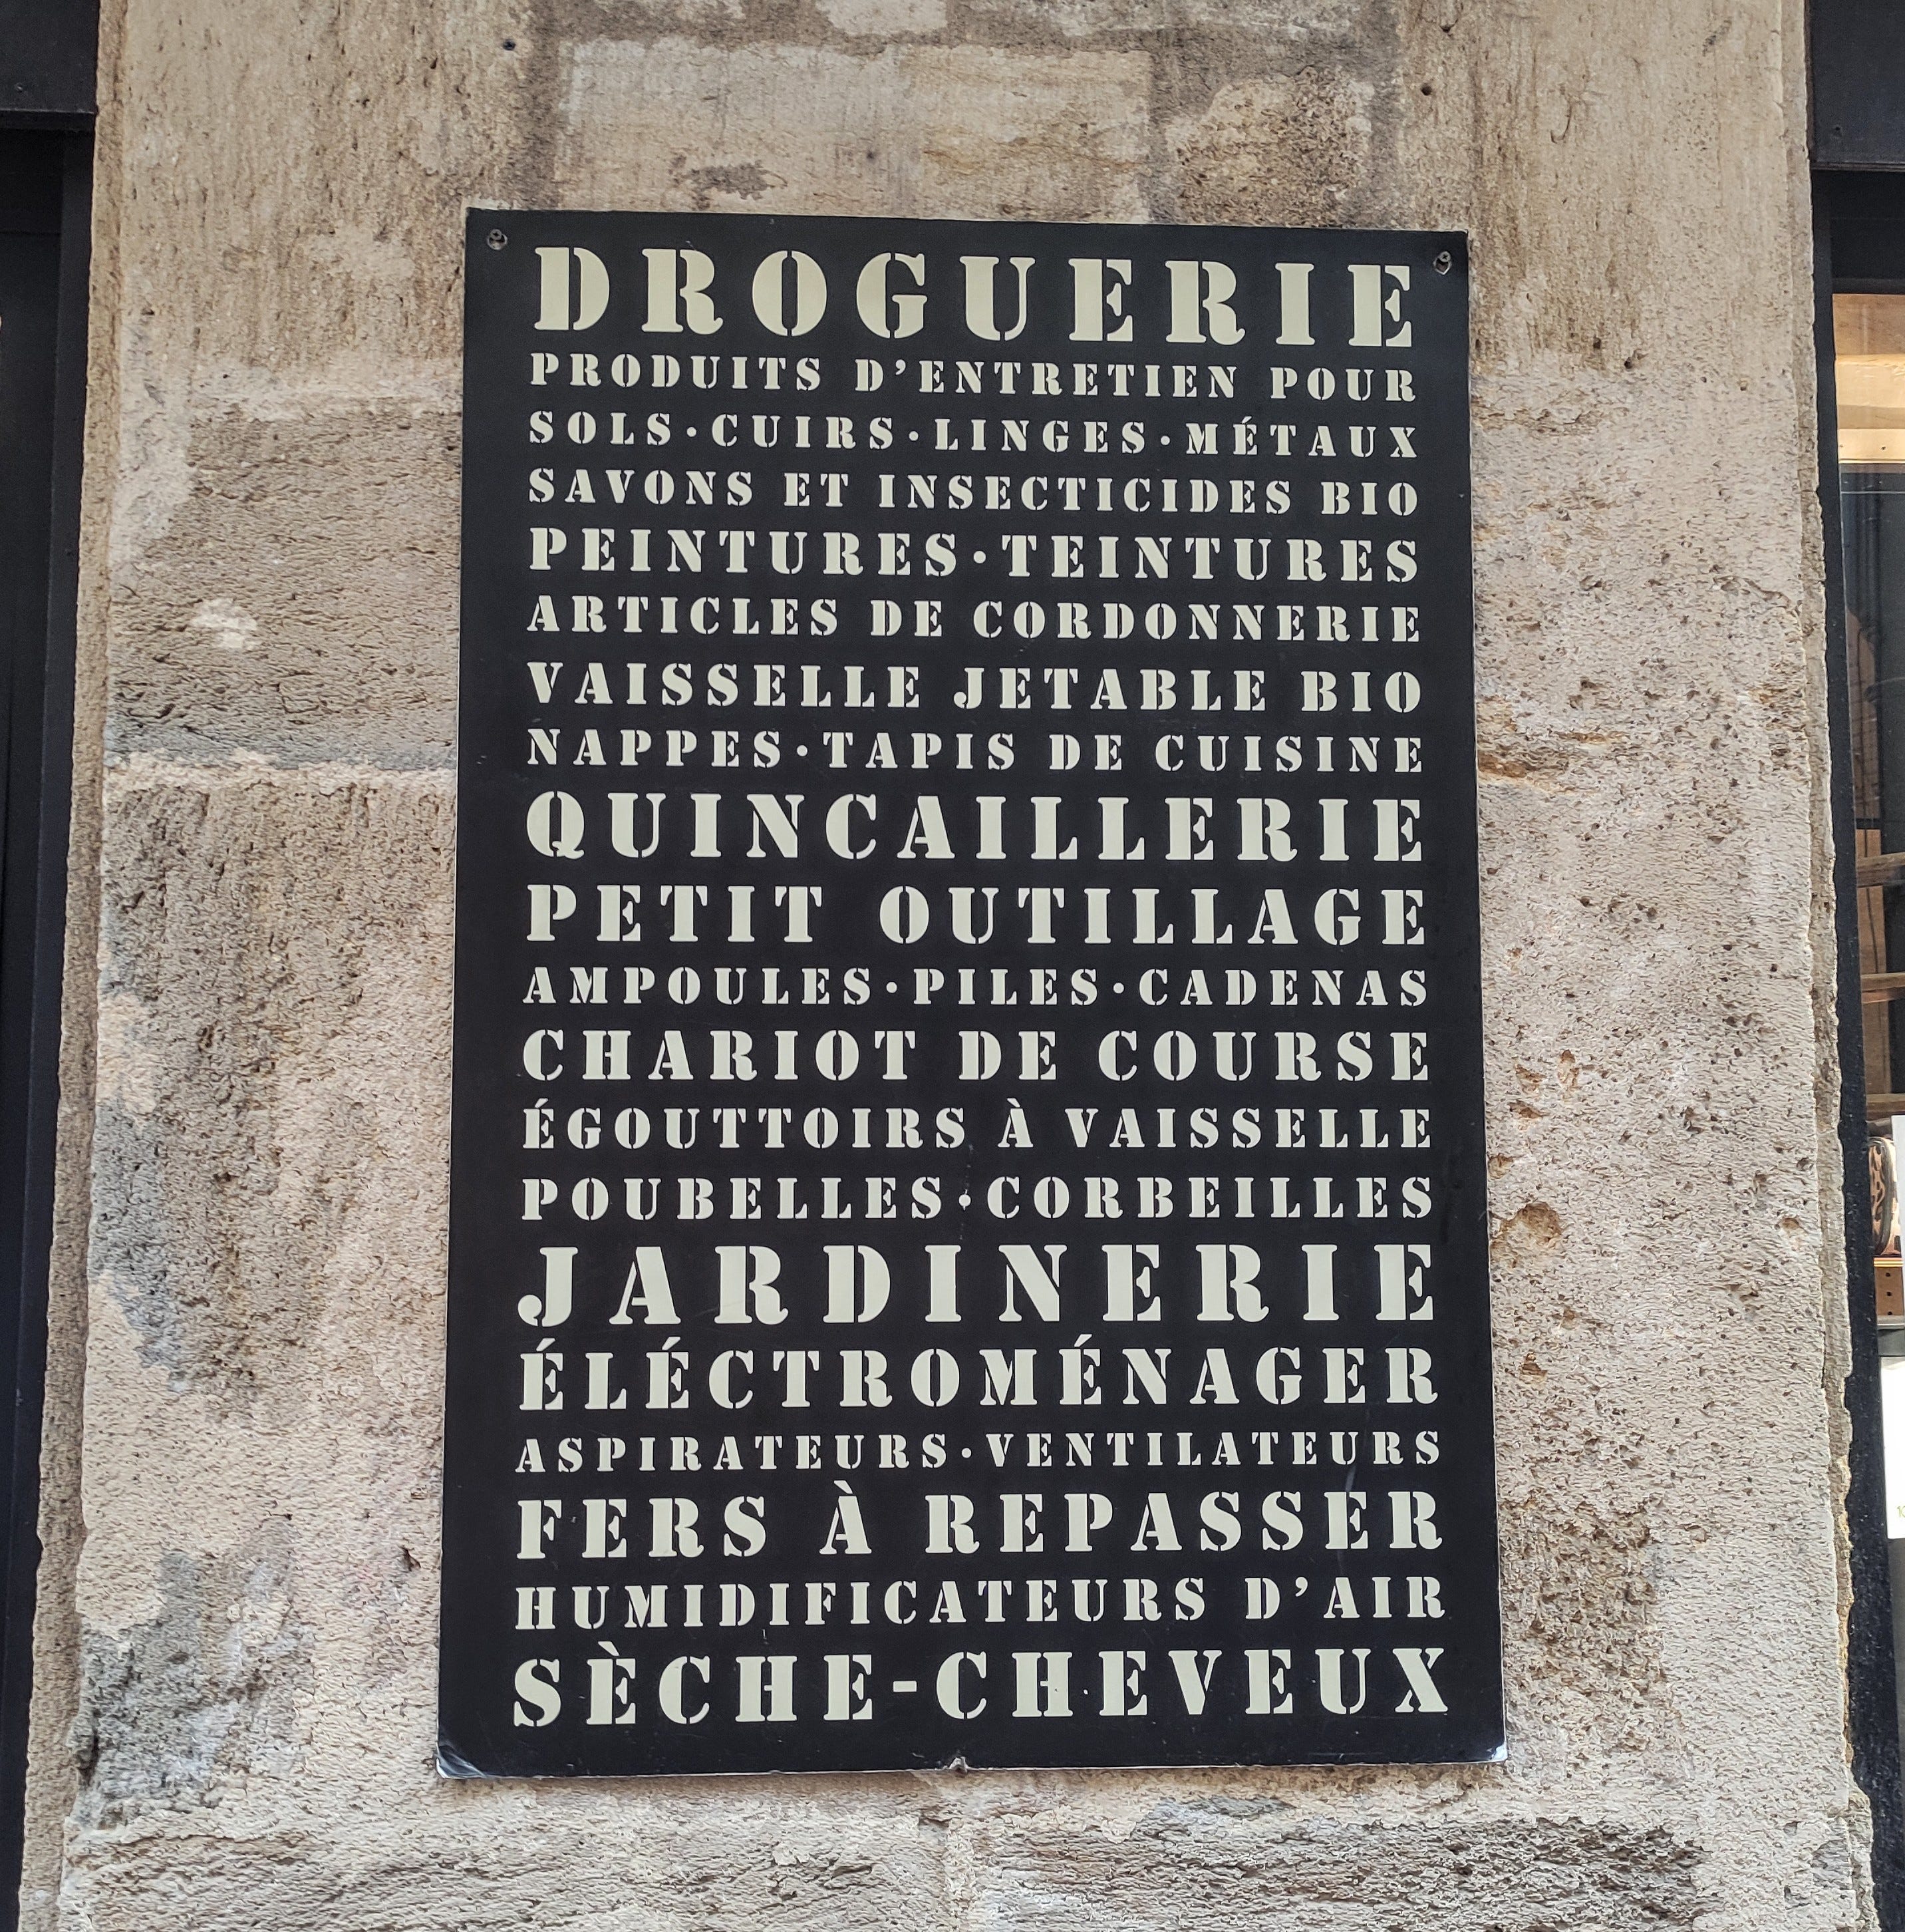 DROGUERIE
PRODUITS D'ENTRETIEN POUR
SOLS·CUIRS·LINGES·MÉTAUX
SAVONS ET INSECTICIDES BIO
PEINTURES·TEINTURES
ARTICLES DE CORDONNERIE
VAISSELLE JETABLE BIO
NAPPES·TAPIS DE CUISINE
QUINCAILLERIE
PETIT OUTILLAGE
AMPOULES·PILES·CADENAS
CHARIOT DE COURSE
ÉGOUTTOIRS À VAISSELLE
POUBELLES·CORBEILLES
JARDINERIE
ÉLÉCTROMÉNAGER
ASPIRATEURS·VENTILATEURS
FERS À REPASSER
HUMIDIFICATEURS D'AIR
SÈCHE-CHEVEUX